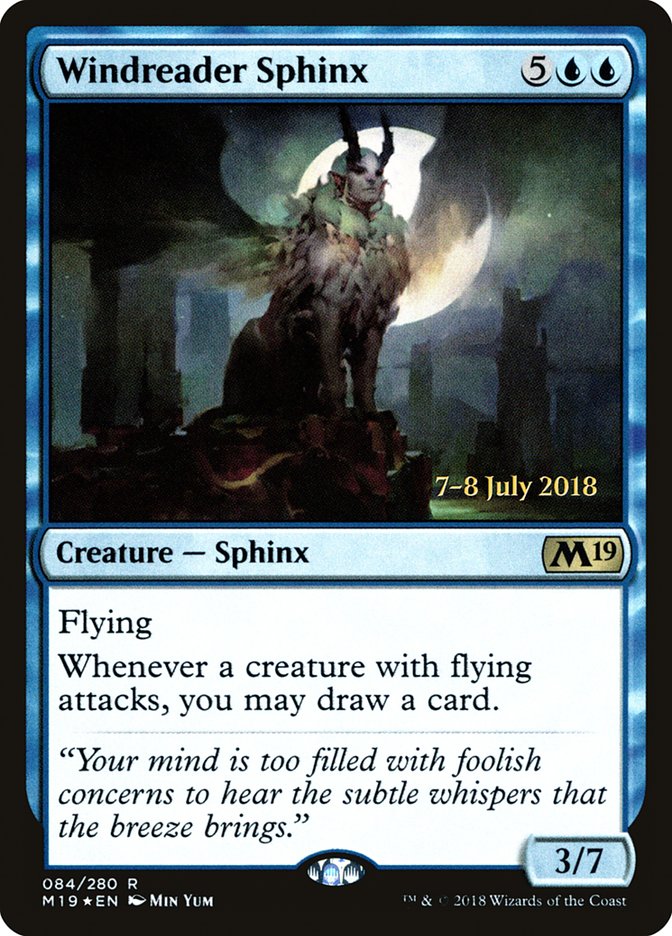 Windreader Sphinx 5
7–8 July 2018
Creature — Sphinx M19
Flying
Whenever a creature with flying
attacks, you may draw a card.
“Your mind is too filled with foolish
concerns to hear the subtle whispers that
the breeze brings.”
3/7
084/280 R
M19★EN Min Yum ™ & © 2018 Wizards of the Coast